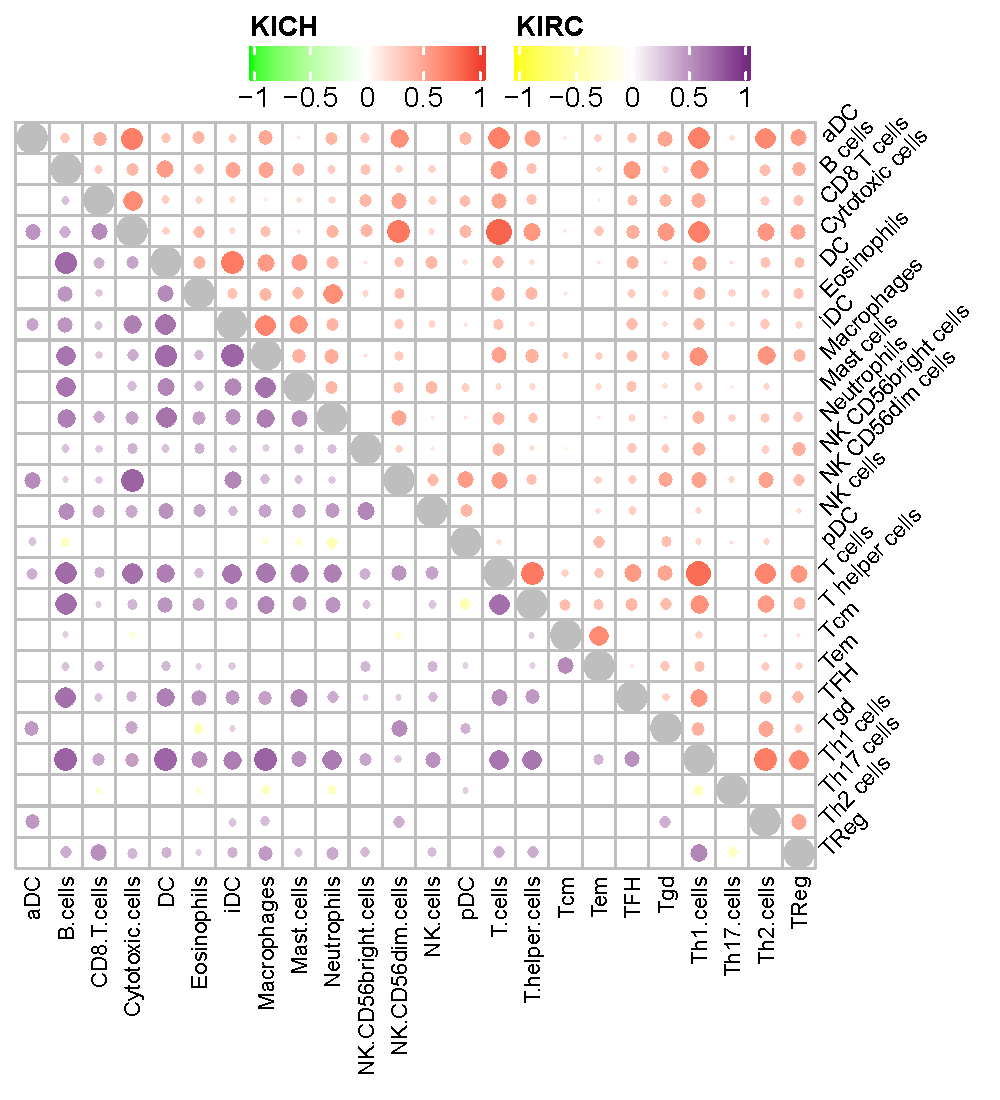 KICH KIRC
−1 −0.5 0 0.5 1 −1 −0.5 0 0.5 1
aDC
B cells
CD8 T cells
Cytotoxic cells
DC
Eosinophils
iDC
Macrophages
Mast cells
Neutrophils
NK CD56bright cells
NK CD56dim cells
NK cells
pDC
T cells
T helper cells
Tcm
Tem
TFH
Tgd
Th1 cells
Th17 cells
Th2 cells
TReg
aDC
B.cells
CD8.T.cells
Cytotoxic.cells
DC
Eosinophils
iDC
Macrophages
Mast.cells
Neutrophils
NK.CD56bright.cells
NK.CD56dim.cells
NK.cells
pDC
T.cells
T.helper.cells
Tcm
Tem
TFH
Tgd
Th1.cells
Th17.cells
Th2.cells
TReg